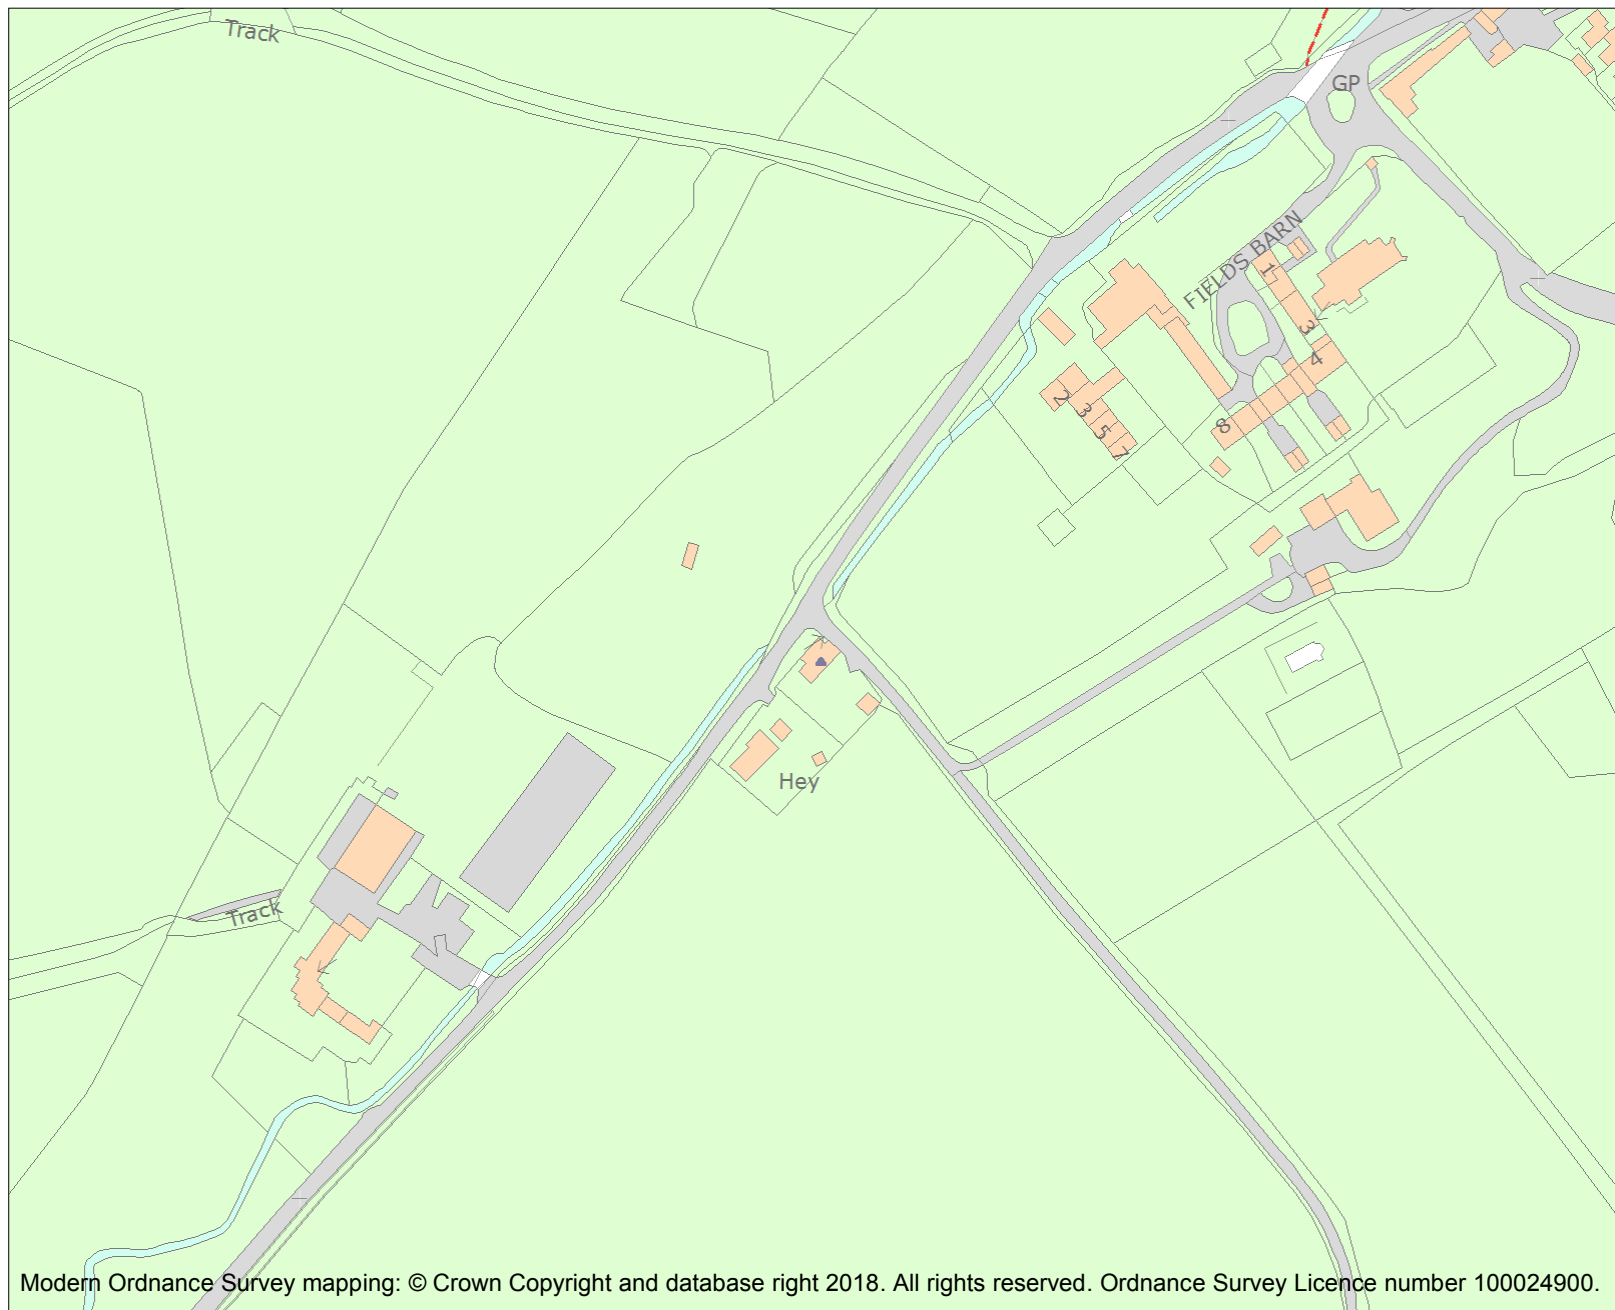 Track
GP
FIELDS BARN
1
3
4
2
3
5
7
8
Hey
Track
Modern Ordnance Survey mapping: © Crown Copyright and database right 2018. All rights reserved. Ordnance Survey Licence number 100024900.